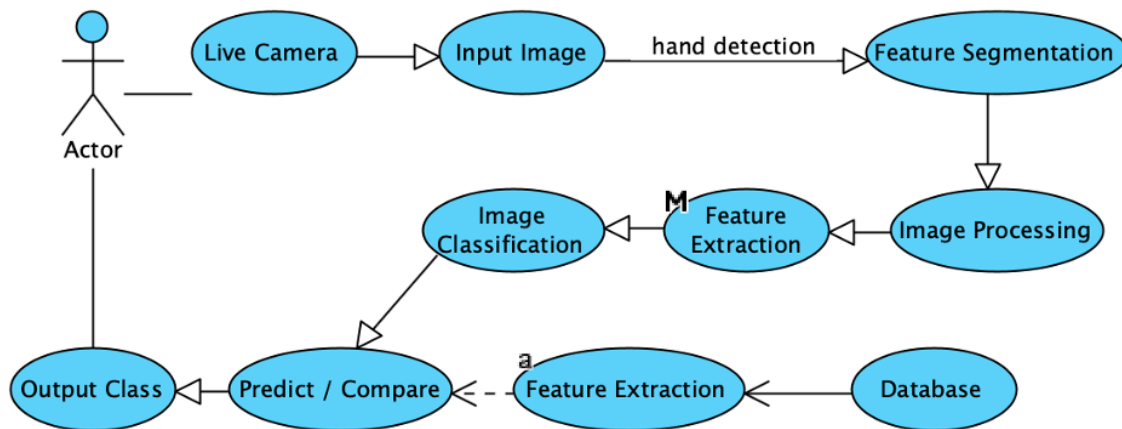 Live Camera
Input Image
hand detection
Feature Segmentation
Actor
M
Image
Classification
Feature
Extraction
Image Processing
Output Class
Predict / Compare
a
Feature Extraction
Database